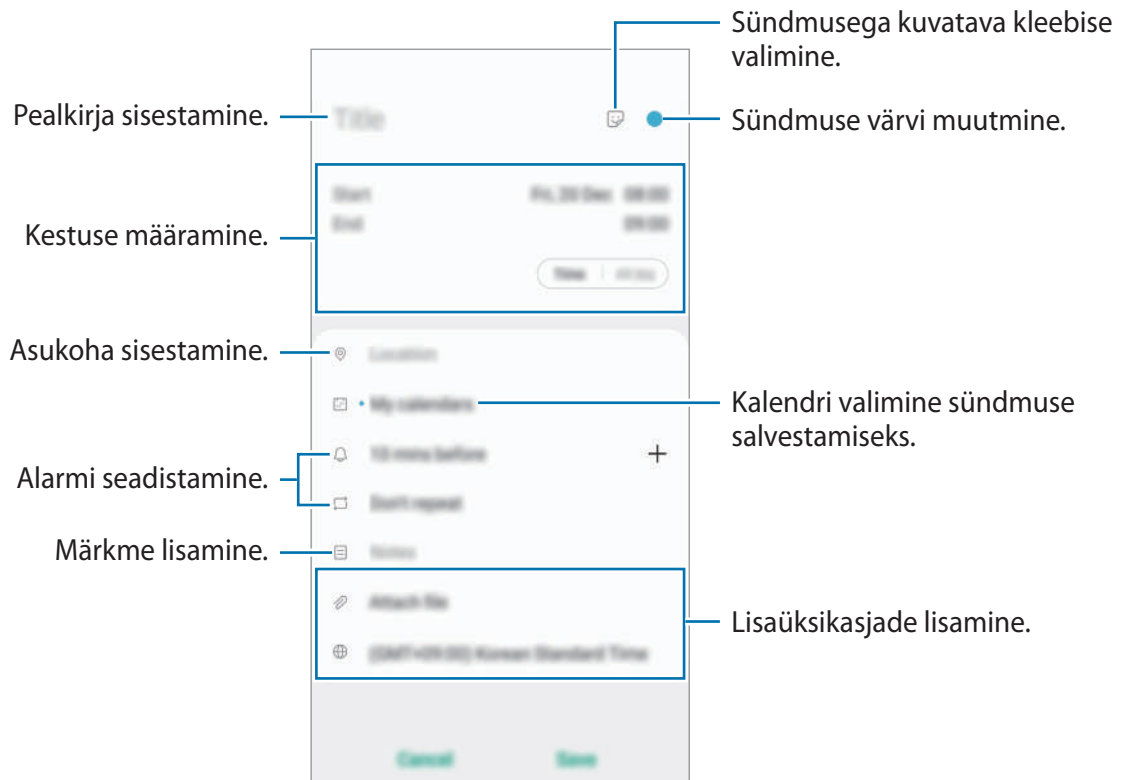 Sündmusega kuvatava kleebise
valimine.
Pealkirja sisestamine.
Title
Sündmuse värvi muutmine.
Start Fri, 20 Dec 08:00
End 09:00
Kestuse määramine.
Time
Asukoha sisestamine.
Location
My calendars
Kalendri valimine sündmuse
salvestamiseks.
10 mins before
Alarmi seadistamine.
Don't repeat
Märkme lisamine.
Notes
Attach file
Lisaüksikasjade lisamine.
(GMT+09:00) Korean Standard Time
Cancel Save